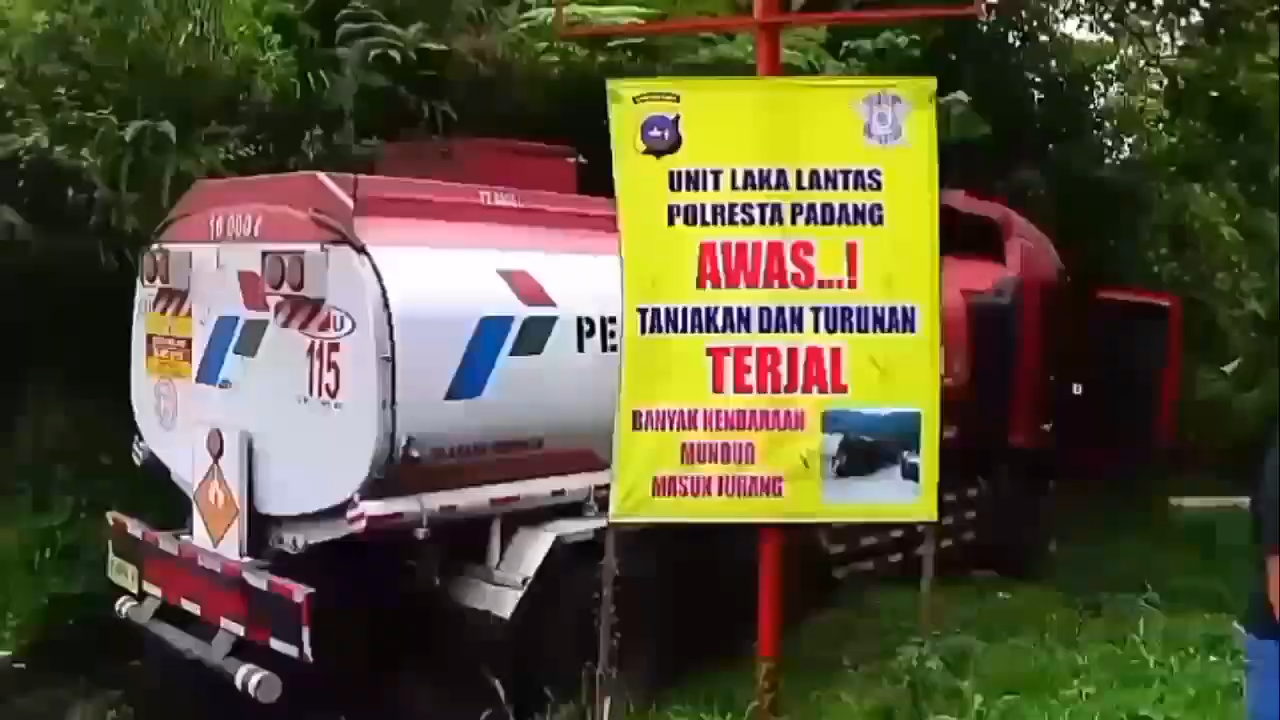 16 000 ℓ
115
PE
UNIT LAKA LANTAS
POLRESTA PADANG
AWAS...!
TANJAKAN DAN TURUNAN
TERJAL
BANYAK KENDARAAN
MUNDUR
MASUK JURANG